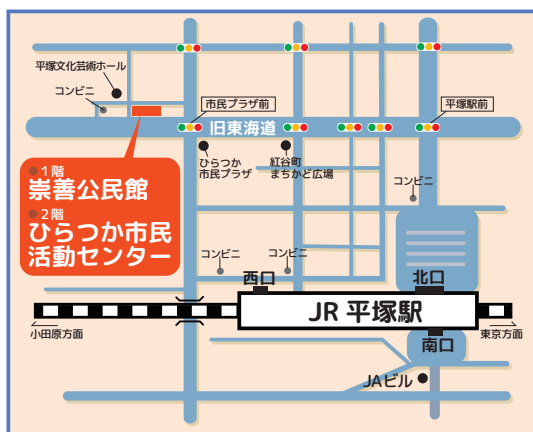 平塚文化芸術ホール
コンビニ
市民プラザ前
平塚駅前
旧東海道
ひらつか
市民プラザ
紅谷町
まちかど広場
●1階
崇善公民館
●2階
ひらつか市民
活動センター
コンビニ
コンビニ
コンビニ
西口
北口
JR 平塚駅
小田原方面
東京方面
南口
JAビル